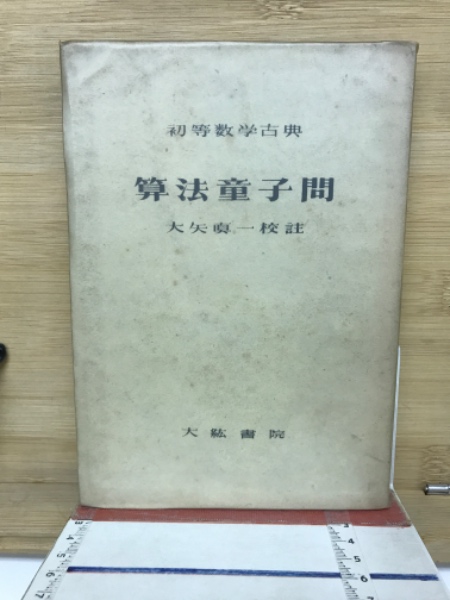 初等数学古典
算法童子問
大矢真一校註
大紘書院